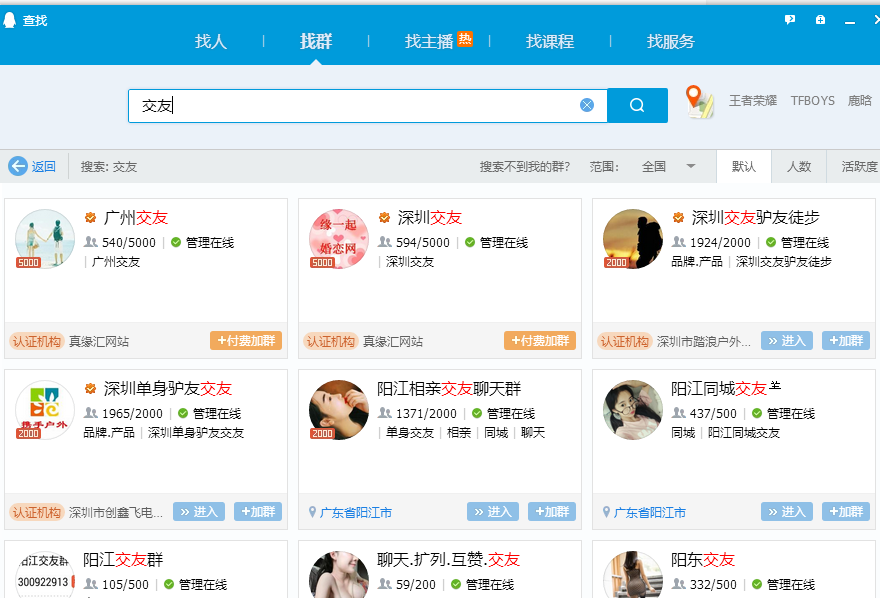 查找
找人
找群
找主播 热
找课程
找服务
交友
王者荣耀 TFBOYS 鹿晗
返回 搜索: 交友 搜索不到我的群? 范围: 全国 默认 人数 活跃度
广州交友
540/5000 管理在线
广州交友
5000
认证机构 真缘汇网站 +付费加群
深圳交友
594/5000 管理在线
深圳交友
缘一起
婚恋网
5000
认证机构 真缘汇网站 +付费加群
深圳交友驴友徒步
1924/2000 管理在线
品牌.产品 深圳交友驴友徒步
2000
认证机构 深圳市踏浪户外... 进入 +加群
深圳单身驴友交友
1965/2000 管理在线
品牌.产品 深圳单身驴友交友
携手户外
2000
认证机构 深圳市创鑫飞电... 进入 +加群
阳江相亲交友聊天群
1371/2000 管理在线
单身交友 相亲 同城 聊天
2000
广东省阳江市 进入 +加群
阳江同城交友
437/500 管理在线
同城 阳江同城交友
广东省阳江市 进入 +加群
阳江交友群
105/500 管理在线
阳江交友群
300922913
聊天.扩列.互赞.交友
59/200 管理在线
阳东交友
332/500 管理在线